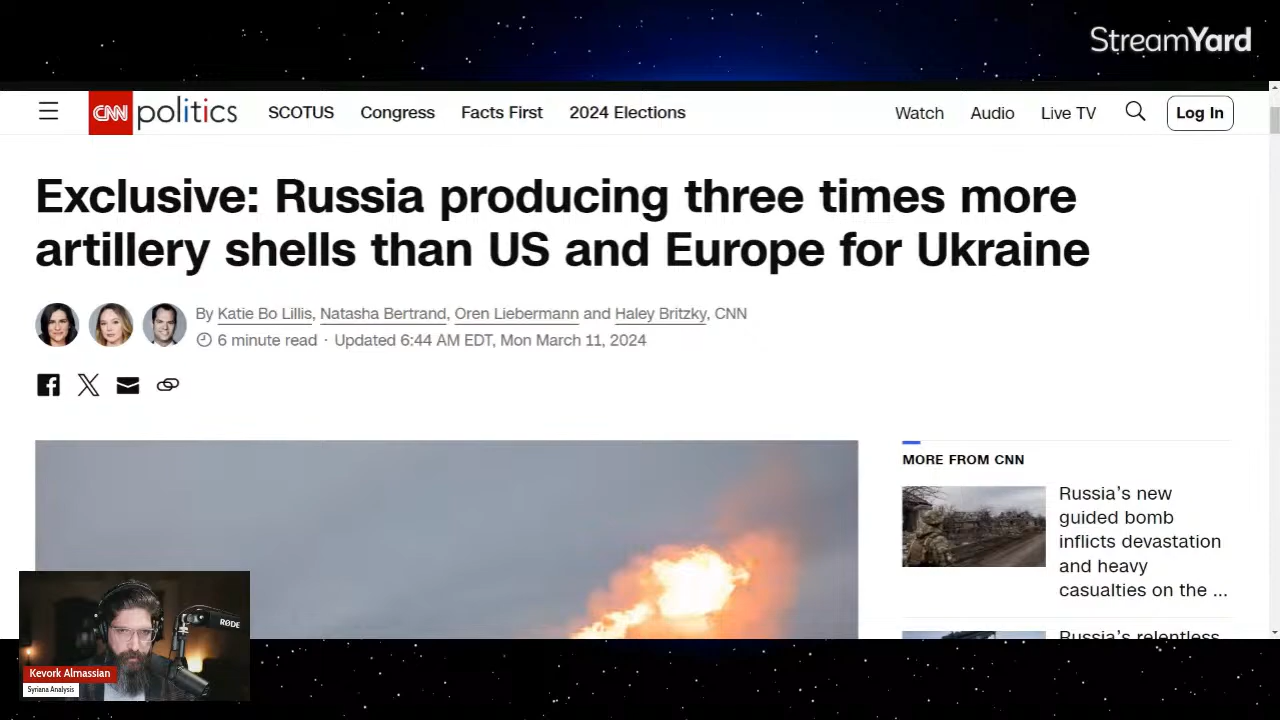 StreamYard
CNN politics SCOTUS Congress Facts First 2024 Elections Watch Audio Live TV Log In
Exclusive: Russia producing three times more
artillery shells than US and Europe for Ukraine
By Katie Bo Lillis, Natasha Bertrand, Oren Liebermann and Haley Britzky, CNN
6 minute read · Updated 6:44 AM EDT, Mon March 11, 2024
MORE FROM CNN
Russia's new
guided bomb
inflicts devastation
and heavy
casualties on the ...
Russia's relentless
RØDE
Kevork Almassian
Syriana Analysis